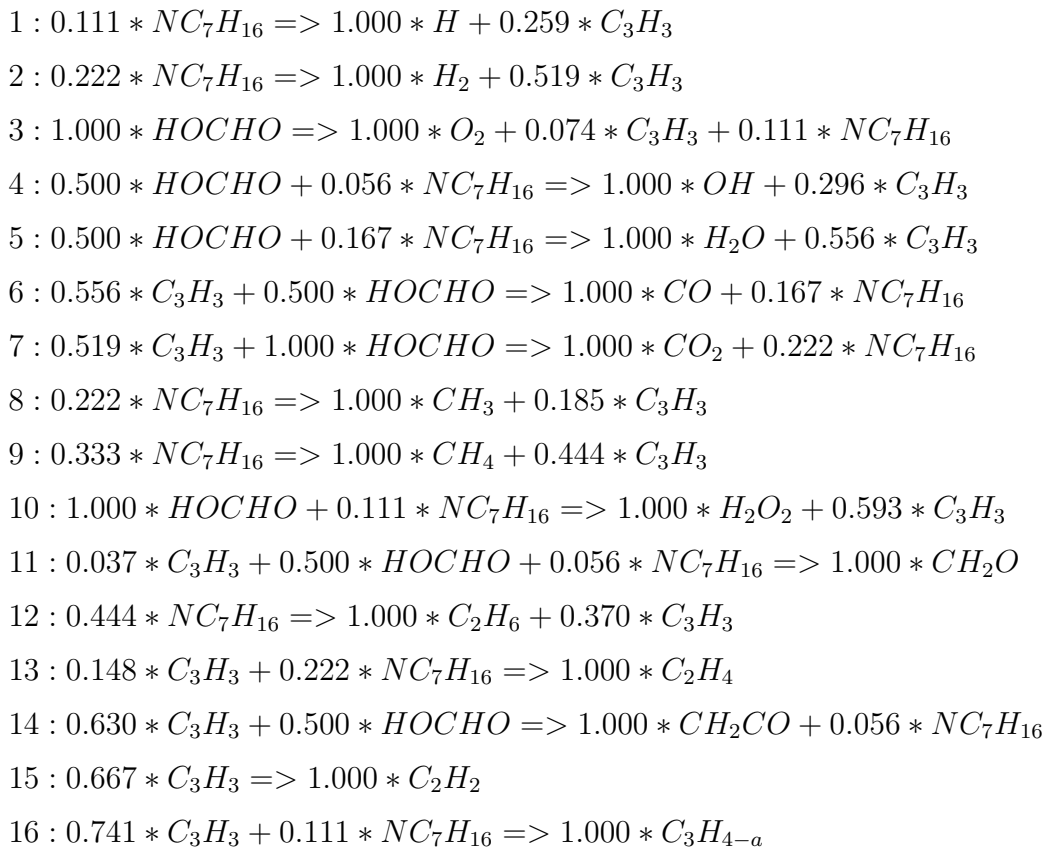 1 : 0.111 * NC₇H₁₆ => 1.000 * H + 0.259 * C₃H₃
2 : 0.222 * NC₇H₁₆ => 1.000 * H₂ + 0.519 * C₃H₃
3 : 1.000 * HOCHO => 1.000 * O₂ + 0.074 * C₃H₃ + 0.111 * NC₇H₁₆
4 : 0.500 * HOCHO + 0.056 * NC₇H₁₆ => 1.000 * OH + 0.296 * C₃H₃
5 : 0.500 * HOCHO + 0.167 * NC₇H₁₆ => 1.000 * H₂O + 0.556 * C₃H₃
6 : 0.556 * C₃H₃ + 0.500 * HOCHO => 1.000 * CO + 0.167 * NC₇H₁₆
7 : 0.519 * C₃H₃ + 1.000 * HOCHO => 1.000 * CO₂ + 0.222 * NC₇H₁₆
8 : 0.222 * NC₇H₁₆ => 1.000 * CH₃ + 0.185 * C₃H₃
9 : 0.333 * NC₇H₁₆ => 1.000 * CH₄ + 0.444 * C₃H₃
10 : 1.000 * HOCHO + 0.111 * NC₇H₁₆ => 1.000 * H₂O₂ + 0.593 * C₃H₃
11 : 0.037 * C₃H₃ + 0.500 * HOCHO + 0.056 * NC₇H₁₆ => 1.000 * CH₂O
12 : 0.444 * NC₇H₁₆ => 1.000 * C₂H₆ + 0.370 * C₃H₃
13 : 0.148 * C₃H₃ + 0.222 * NC₇H₁₆ => 1.000 * C₂H₄
14 : 0.630 * C₃H₃ + 0.500 * HOCHO => 1.000 * CH₂CO + 0.056 * NC₇H₁₆
15 : 0.667 * C₃H₃ => 1.000 * C₂H₂
16 : 0.741 * C₃H₃ + 0.111 * NC₇H₁₆ => 1.000 * C₃H₄₋ₐ